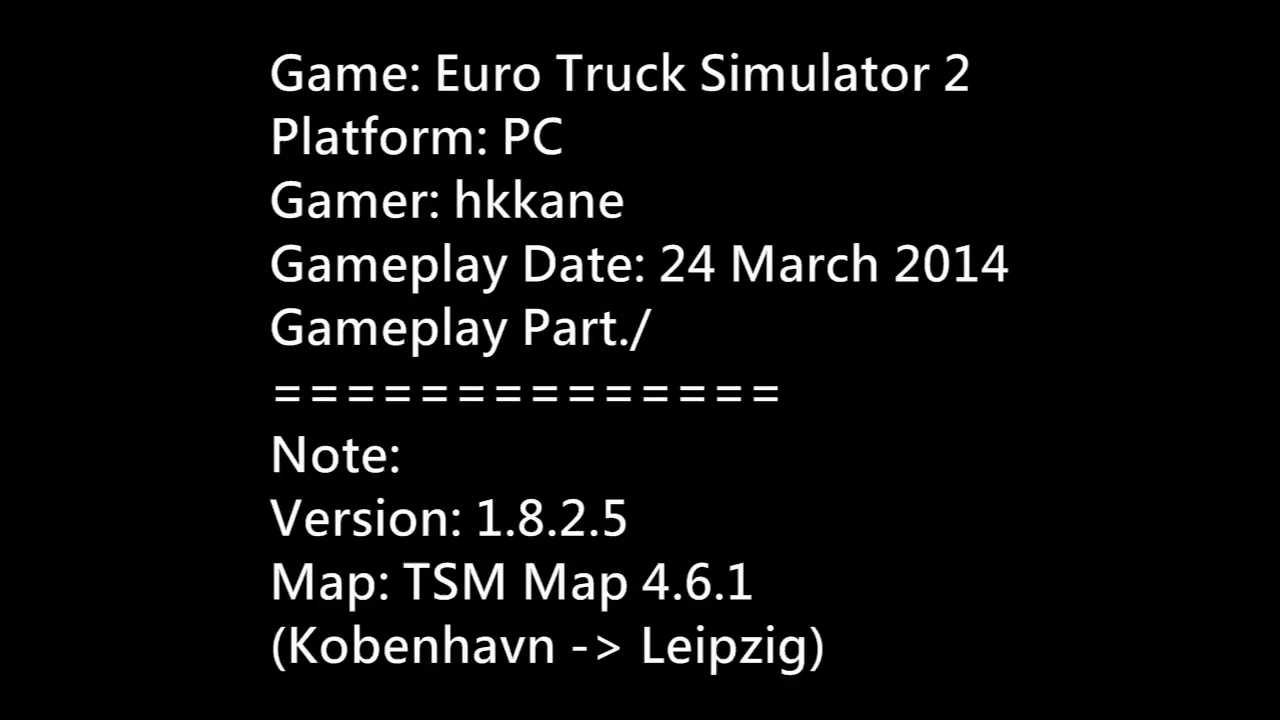 Game: Euro Truck Simulator 2
Platform: PC
Gamer: hkkane
Gameplay Date: 24 March 2014
Gameplay Part./
==============
Note:
Version: 1.8.2.5
Map: TSM Map 4.6.1
(Kobenhavn -> Leipzig)